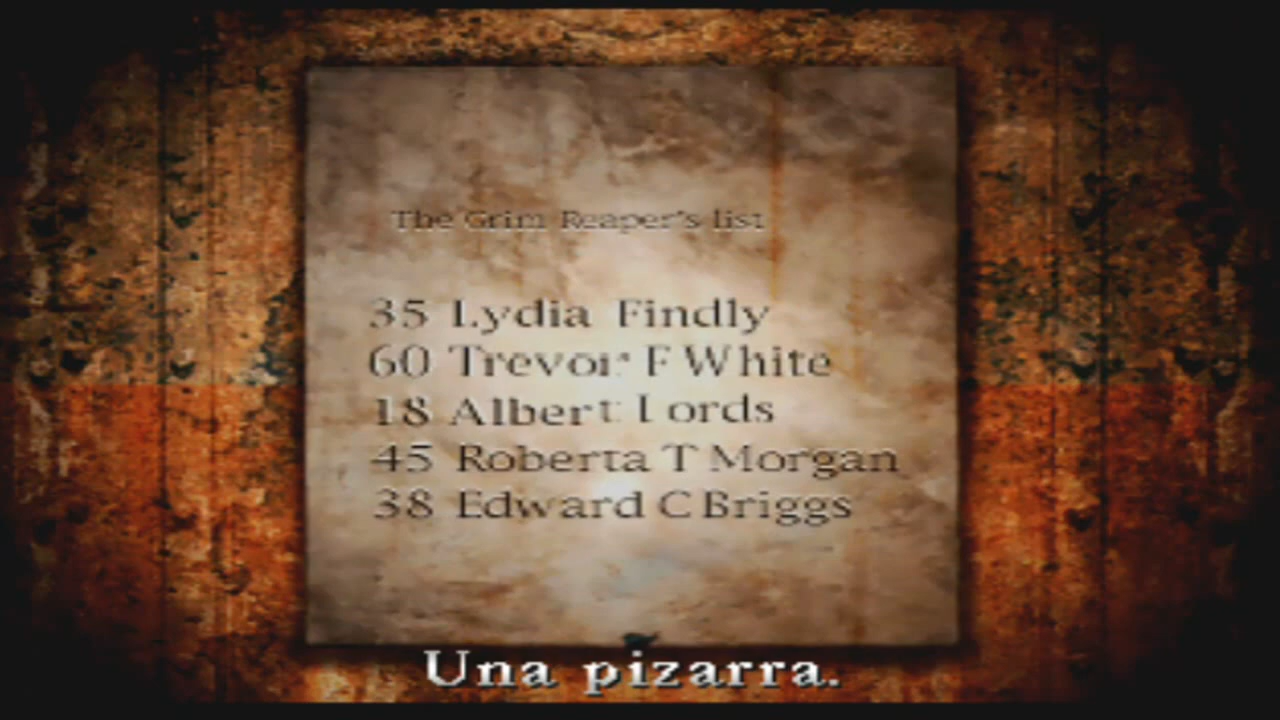 The Grim Reaper's list
35 Lydia Findly
60 Trevor F White
18 Albert Lords
45 Roberta T Morgan
38 Edward C Briggs
Una pizarra.